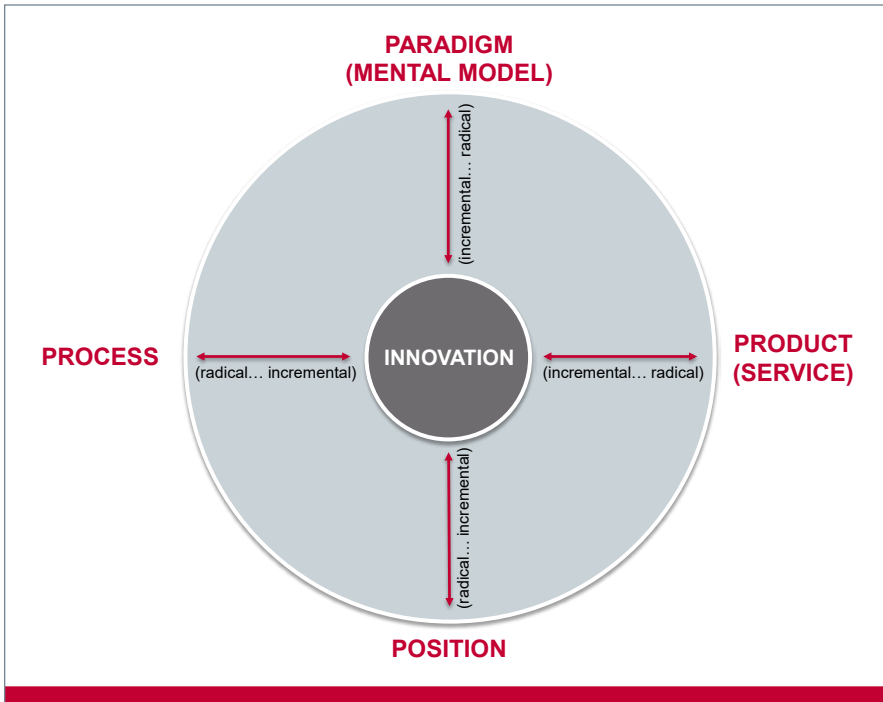 PARADIGM
(MENTAL MODEL)
(incremental... radical)
PROCESS
(radical... incremental)
INNOVATION
(incremental... radical)
PRODUCT
(SERVICE)
(radical... incremental)
POSITION